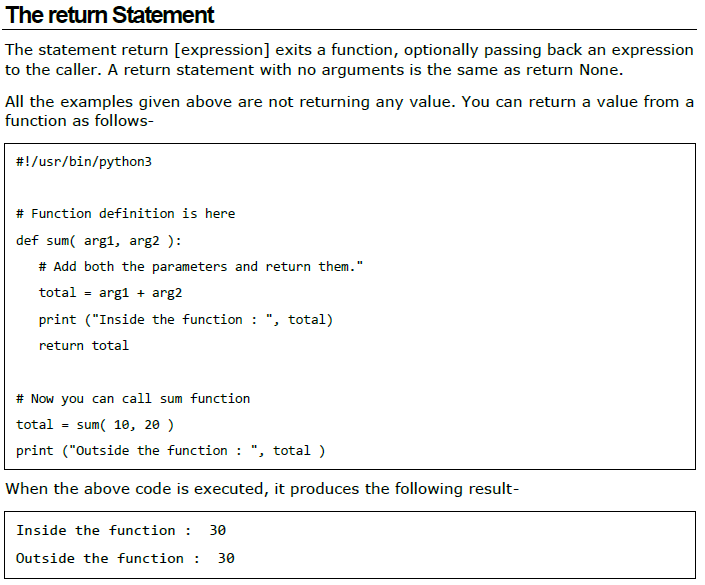 The return Statement
The statement return [expression] exits a function, optionally passing back an expression
to the caller. A return statement with no arguments is the same as return None.
All the examples given above are not returning any value. You can return a value from a
function as follows-
#!/usr/bin/python3
# Function definition is here
def sum( arg1, arg2 ):
   # Add both the parameters and return them."
   total = arg1 + arg2
   print ("Inside the function : ", total)
   return total
# Now you can call sum function
total = sum( 10, 20 )
print ("Outside the function : ", total )
When the above code is executed, it produces the following result-
Inside the function :  30
Outside the function :  30